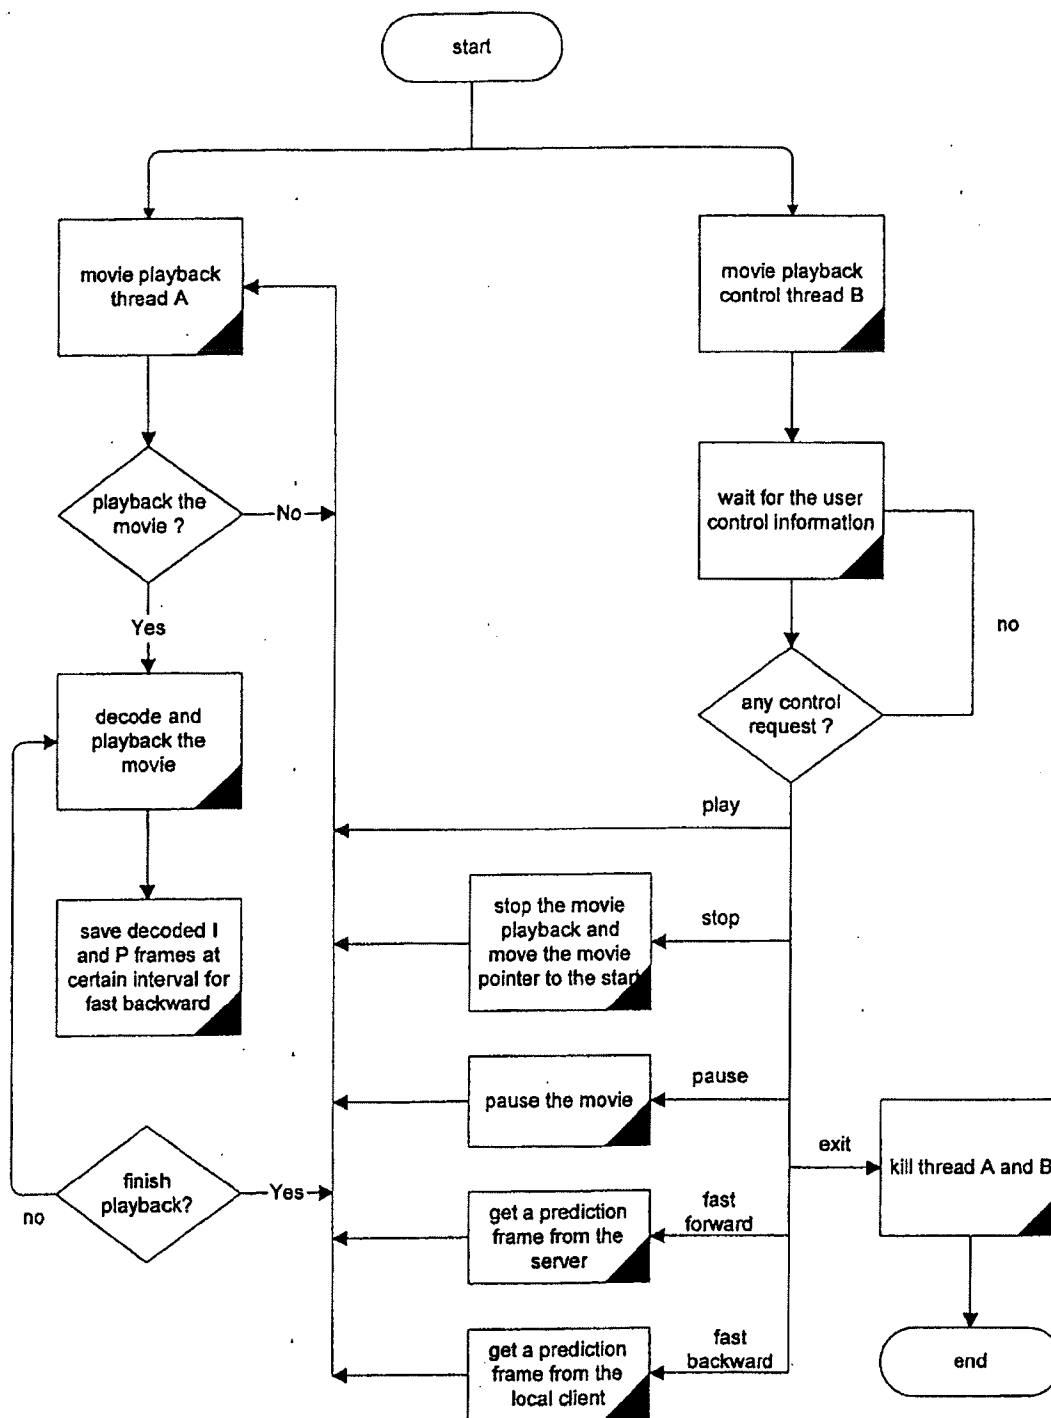 start
movie playback
thread A
movie playback
control thread B
playback the
movie ?
No
Yes
wait for the user
control information
no
any control
request ?
decode and
playback the
movie
save decoded I
and P frames at
certain interval for
fast backward
finish
playback?
no
Yes
play
stop the movie
playback and
move the movie
pointer to the start
stop
pause the movie
pause
exit
kill thread A and B
get a prediction
frame from the
server
fast
forward
get a prediction
frame from the
local client
fast
backward
end